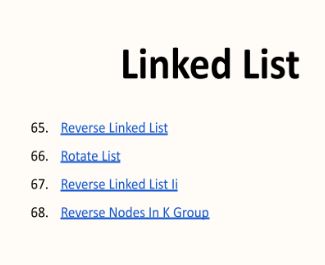 Linked List
65. Reverse Linked List
66. Rotate List
67. Reverse Linked List Ii
68. Reverse Nodes In K Group